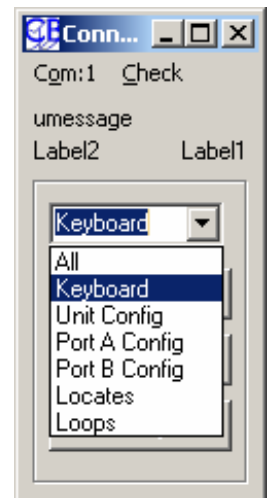 Conn...
Com:1 Check
umessage
Label2 Label1
Keyboard
All
Keyboard
Unit Config
Port A Config
Port B Config
Locates
Loops